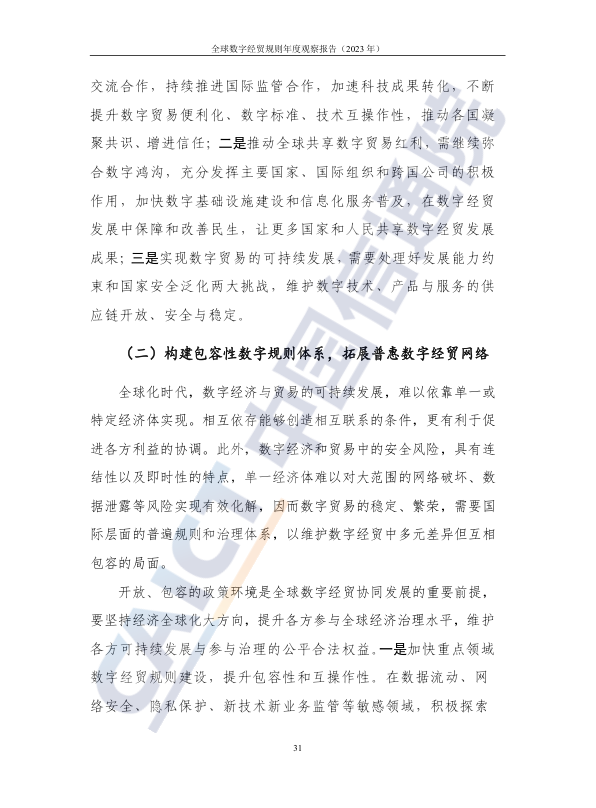 全球数字经贸规则年度观察报告（2023 年）
交流合作，持续推进国际监管合作，加速科技成果转化，不断
提升数字贸易便利化、数字标准、技术互操作性，推动各国凝
聚共识、增进信任；二是推动全球共享数字贸易红利，需继续弥
合数字鸿沟，充分发挥主要国家、国际组织和跨国公司的积极
作用，加快数字基础设施建设和信息化服务普及，在数字经贸
发展中保障和改善民生，让更多国家和人民共享数字经贸发展
成果；三是实现数字贸易的可持续发展，需要处理好发展能力约
束和国家安全泛化两大挑战，维护数字技术、产品与服务的供
应链开放、安全与稳定。
（二）构建包容性数字规则体系，拓展普惠数字经贸网络
全球化时代，数字经济与贸易的可持续发展，难以依靠单一或
特定经济体实现。相互依存能够创造相互联系的条件，更有利于促
进各方利益的协调。此外，数字经济和贸易中的安全风险，具有连
结性以及即时性的特点，单一经济体难以对大范围的网络破坏、数
据泄露等风险实现有效化解，因而数字贸易的稳定、繁荣，需要国
际层面的普遍规则和治理体系，以维护数字经贸中多元差异但互相
包容的局面。
开放、包容的政策环境是全球数字经贸协同发展的重要前提，
要坚持经济全球化大方向，提升各方参与全球经济治理水平，维护
各方可持续发展与参与治理的公平合法权益。一是加快重点领域
数字经贸规则建设，提升包容性和互操作性。在数据流动、网
络安全、隐私保护、新技术新业务监管等敏感领域，积极探索
31
CAICT 中国信通院